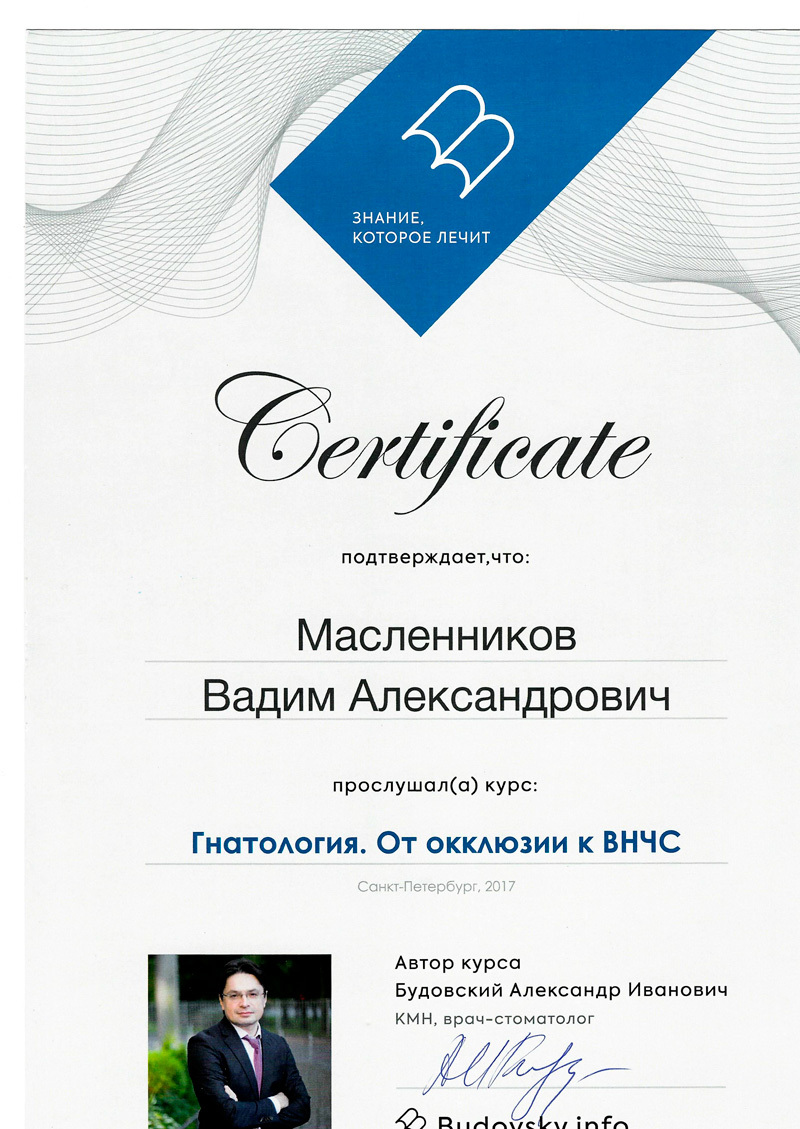 ЗНАНИЕ,
КОТОРОЕ ЛЕЧИТ
Certificate
подтверждает,что:
Масленников
Вадим Александрович
прослушал(а) курс:
Гнатология. От окклюзии к ВНЧС
Санкт-Петербург, 2017
Автор курса
Будовский Александр Иванович
КМН, врач-стоматолог
Budovsky.info